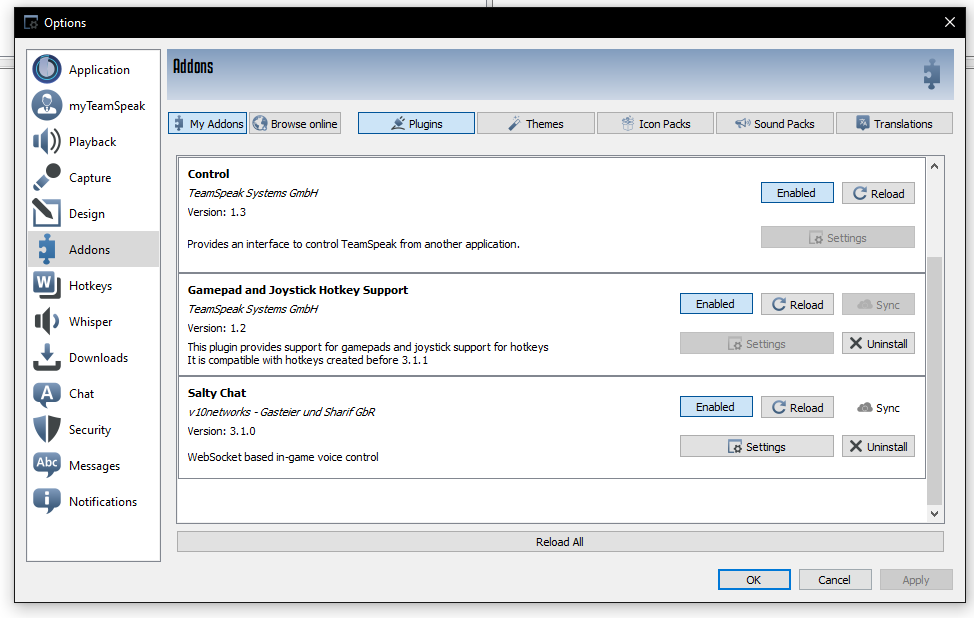 Options
Application
myTeamSpeak
Playback
Capture
Design
Addons
Hotkeys
Whisper
Downloads
Chat
Security
Messages
Notifications
Addons
My Addons
Browse online
Plugins
Themes
Icon Packs
Sound Packs
Translations
Control
TeamSpeak Systems GmbH
Version: 1.3
Provides an interface to control TeamSpeak from another application.
Enabled
Reload
Settings
Gamepad and Joystick Hotkey Support
TeamSpeak Systems GmbH
Version: 1.2
This plugin provides support for gamepads and joystick support for hotkeys
It is compatible with hotkeys created before 3.1.1
Enabled
Reload
Sync
Settings
Uninstall
Salty Chat
v10networks - Gasteier und Sharif GbR
Version: 3.1.0
WebSocket based in-game voice control
Enabled
Reload
Sync
Settings
Uninstall
Reload All
OK
Cancel
Apply